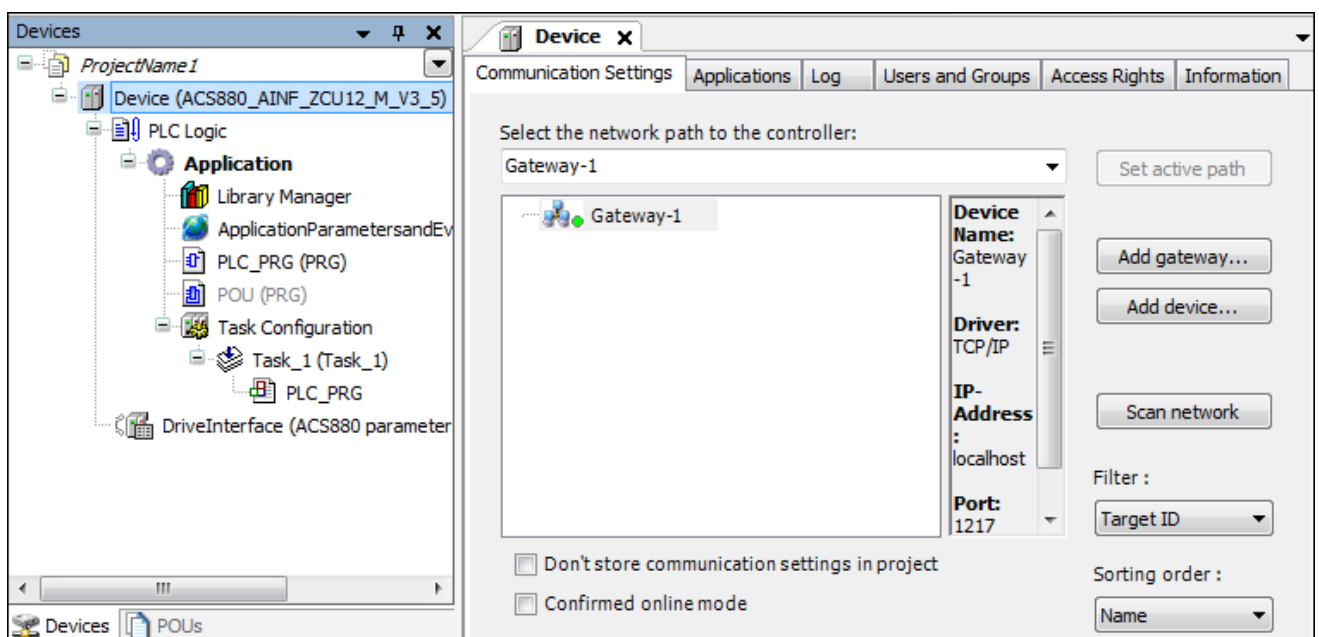 Devices
ProjectName1
Device (ACS880_AINF_ZCU12_M_V3_5)
PLC Logic
Application
Library Manager
ApplicationParametersandEv
PLC_PRG (PRG)
POU (PRG)
Task Configuration
Task_1 (Task_1)
PLC_PRG
DriveInterface (ACS880 parameter
Devices
POUs
Device
Communication Settings
Applications
Log
Users and Groups
Access Rights
Information
Select the network path to the controller:
Gateway-1
Set active path
Gateway-1
Device
Name:
Gateway
-1
Driver:
TCP/IP
IP-
Address
:
localhost
Port:
1217
Add gateway...
Add device...
Scan network
Filter :
Target ID
Sorting order :
Name
Don't store communication settings in project
Confirmed online mode